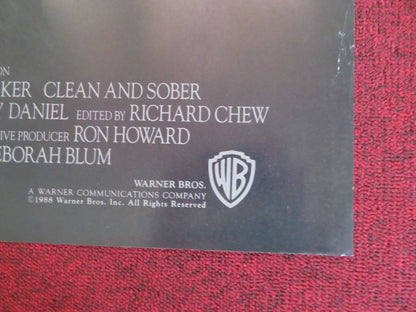 ON
KER CLEAN AND SOBER
Y DANIEL EDITED BY RICHARD CHEW
IVE PRODUCER RON HOWARD
EBORAH BLUM
WARNER BROS.
A WARNER COMMUNICATIONS COMPANY
©1988 Warner Bros. Inc. All Rights Reserved
WB